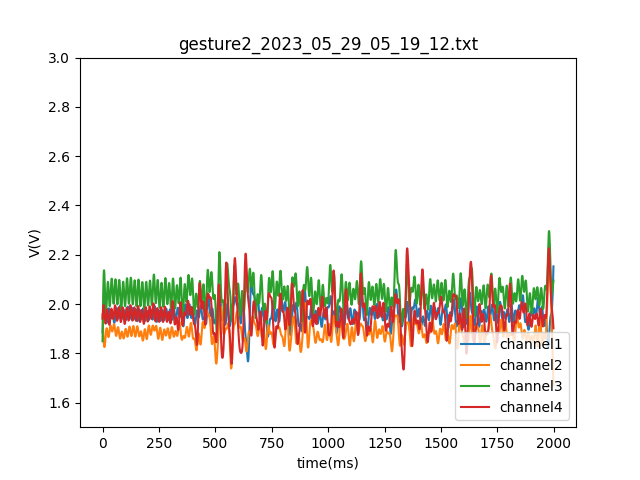 gesture2_2023_05_29_05_19_12.txt
V(V)
3.0
2.8
2.6
2.4
2.2
2.0
1.8
1.6
channel1
channel2
channel3
channel4
0 250 500 750 1000 1250 1500 1750 2000
time(ms)